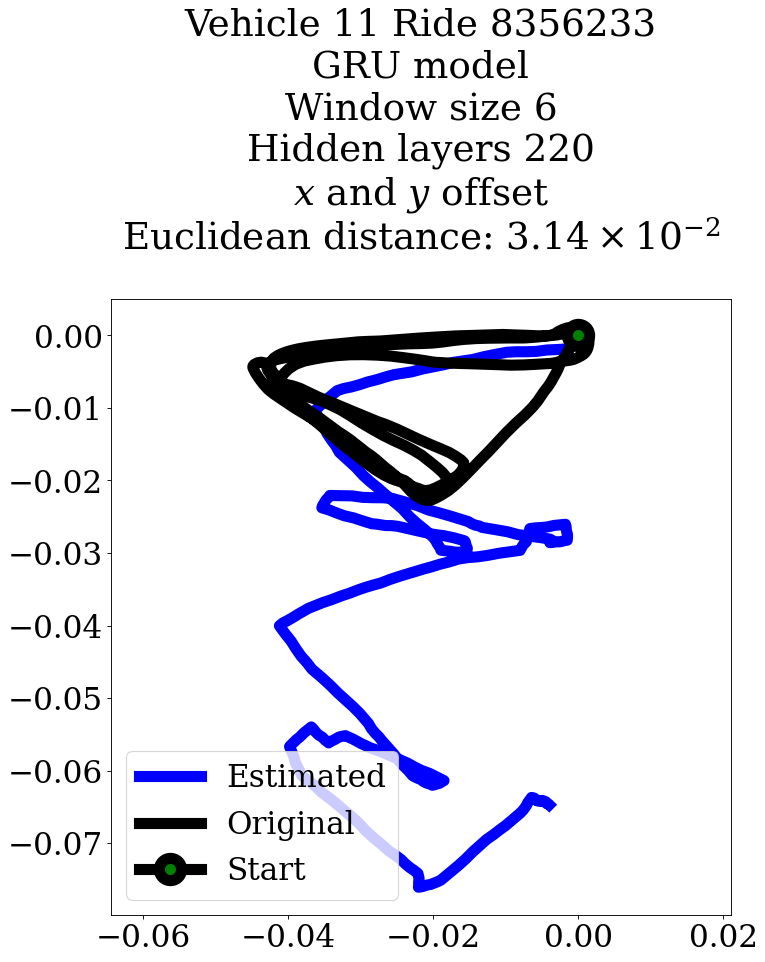 Vehicle 11 Ride 8356233
GRU model
Window size 6
Hidden layers 220
x and y offset
Euclidean distance: 3.14 × 10⁻²
0.00
−0.01
−0.02
−0.03
−0.04
−0.05
−0.06
−0.07
Estimated
Original
Start
−0.06 −0.04 −0.02 0.00 0.02